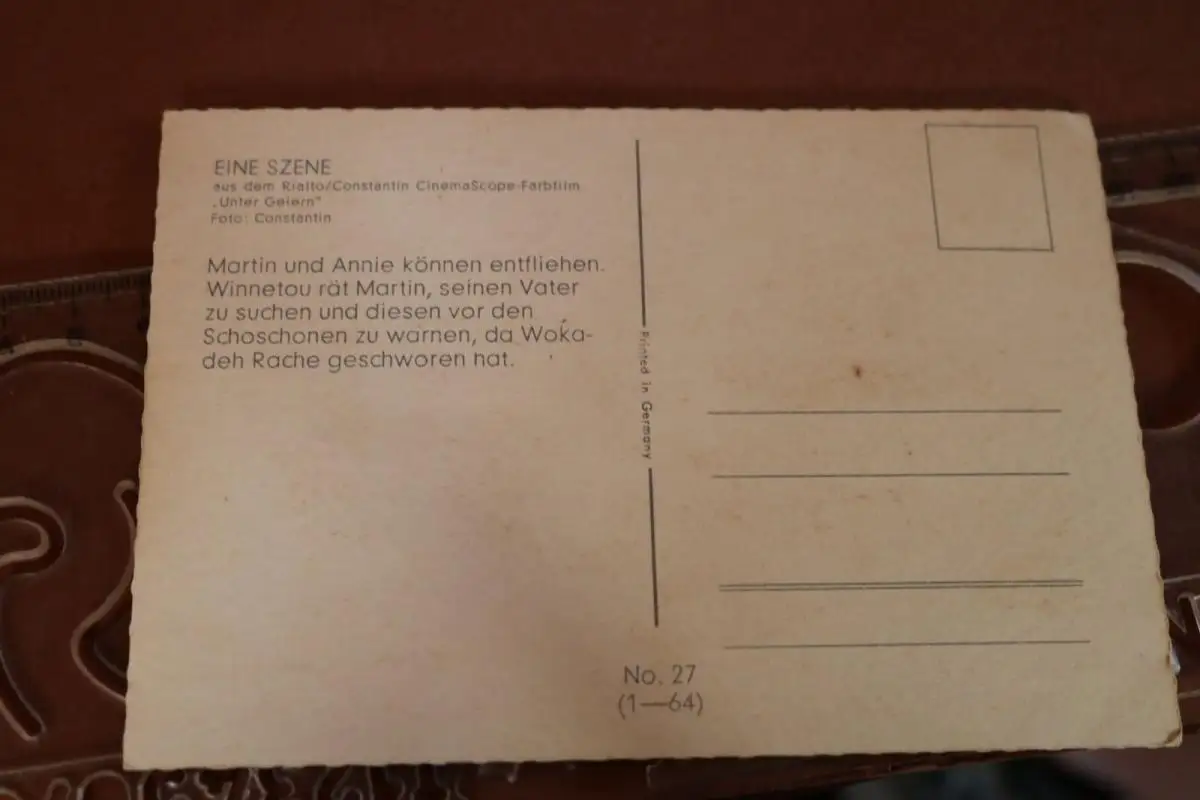 EINE SZENE
aus dem Rialto/Constantin CinemaScope-Farbfilm
„Unter Geiern"
Foto: Constantin
Martin und Annie können entfliehen.
Winnetou rät Martin, seinen Vater
zu suchen und diesen vor den
Schoschonen zu warnen, da Woka-
deh Rache geschworen hat.
Printed in Germany
No. 27
(1—64)